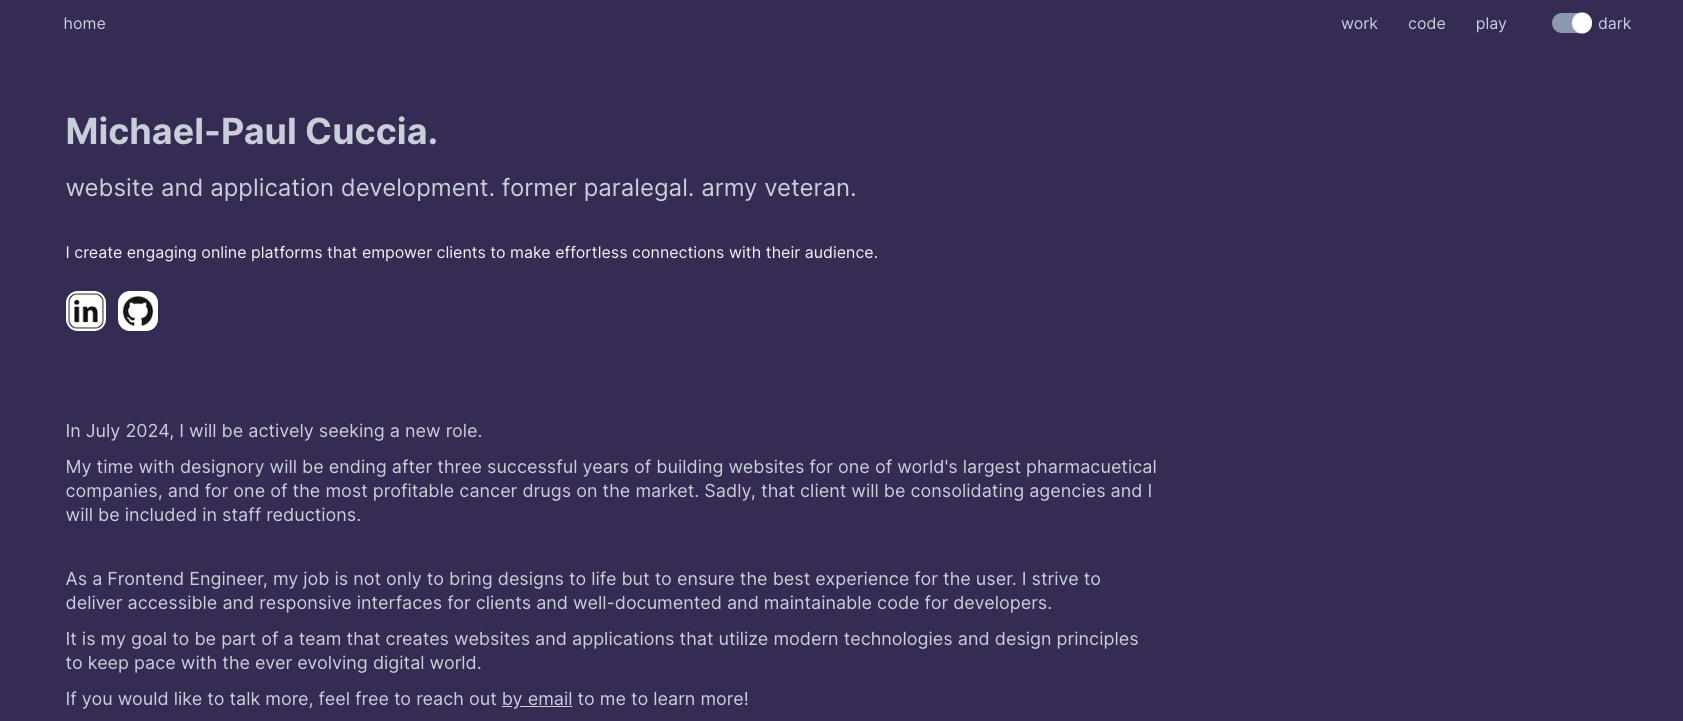 home
work
code
play
dark
Michael-Paul Cuccia.
website and application development. former paralegal. army veteran.
I create engaging online platforms that empower clients to make effortless connections with their audience.
in
In July 2024, I will be actively seeking a new role.
My time with designory will be ending after three successful years of building websites for one of world's largest pharmacuetical
companies, and for one of the most profitable cancer drugs on the market. Sadly, that client will be consolidating agencies and I
will be included in staff reductions.
As a Frontend Engineer, my job is not only to bring designs to life but to ensure the best experience for the user. I strive to
deliver accessible and responsive interfaces for clients and well-documented and maintainable code for developers.
It is my goal to be part of a team that creates websites and applications that utilize modern technologies and design principles
to keep pace with the ever evolving digital world.
If you would like to talk more, feel free to reach out by email to me to learn more!